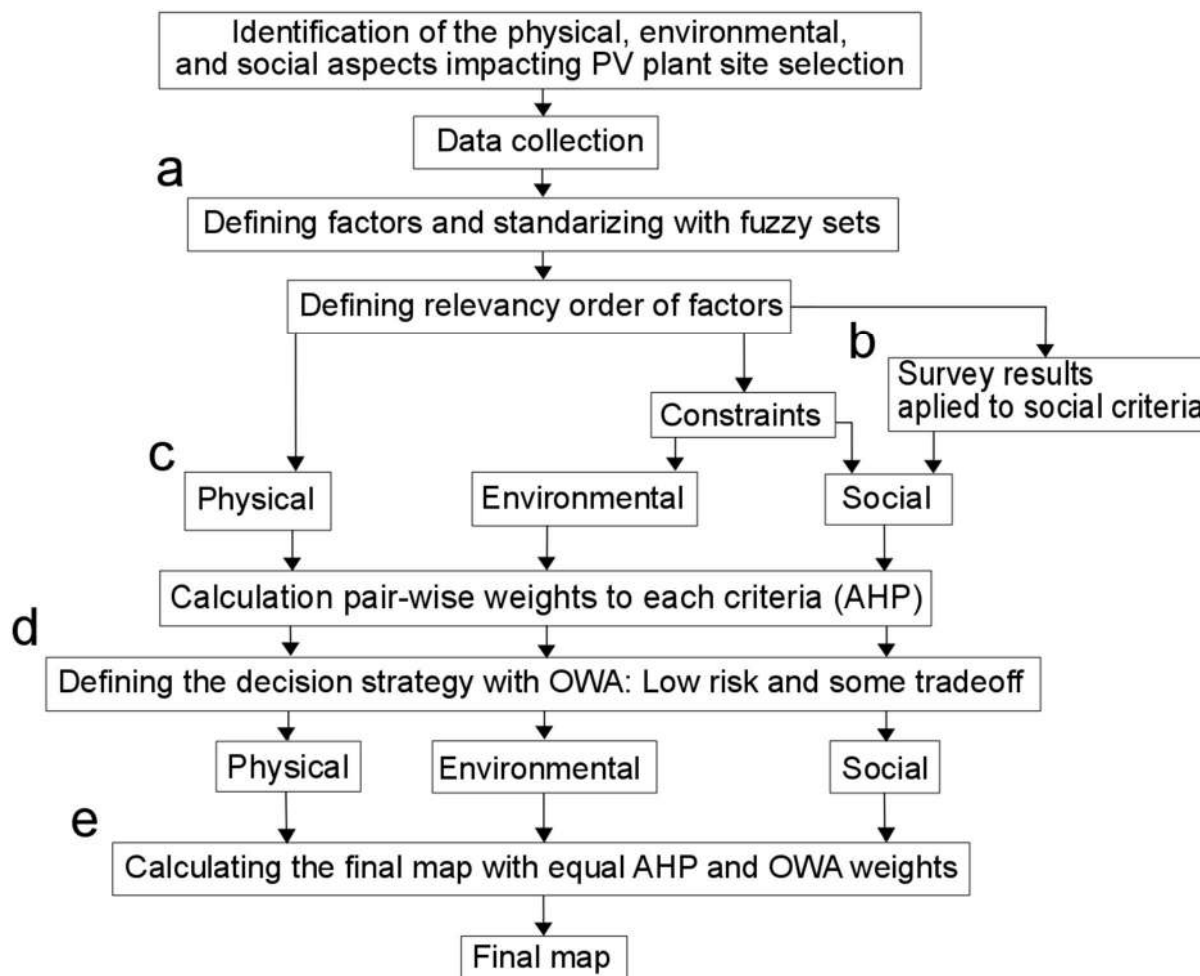 Identification of the physical, environmental,
and social aspects impacting PV plant site selection
Data collection
a
Defining factors and standarizing with fuzzy sets
Defining relevancy order of factors
b
Survey results
aplied to social criteria
Constraints
c
Physical
Environmental
Social
Calculation pair-wise weights to each criteria (AHP)
d
Defining the decision strategy with OWA: Low risk and some tradeoff
Physical
Environmental
Social
e
Calculating the final map with equal AHP and OWA weights
Final map